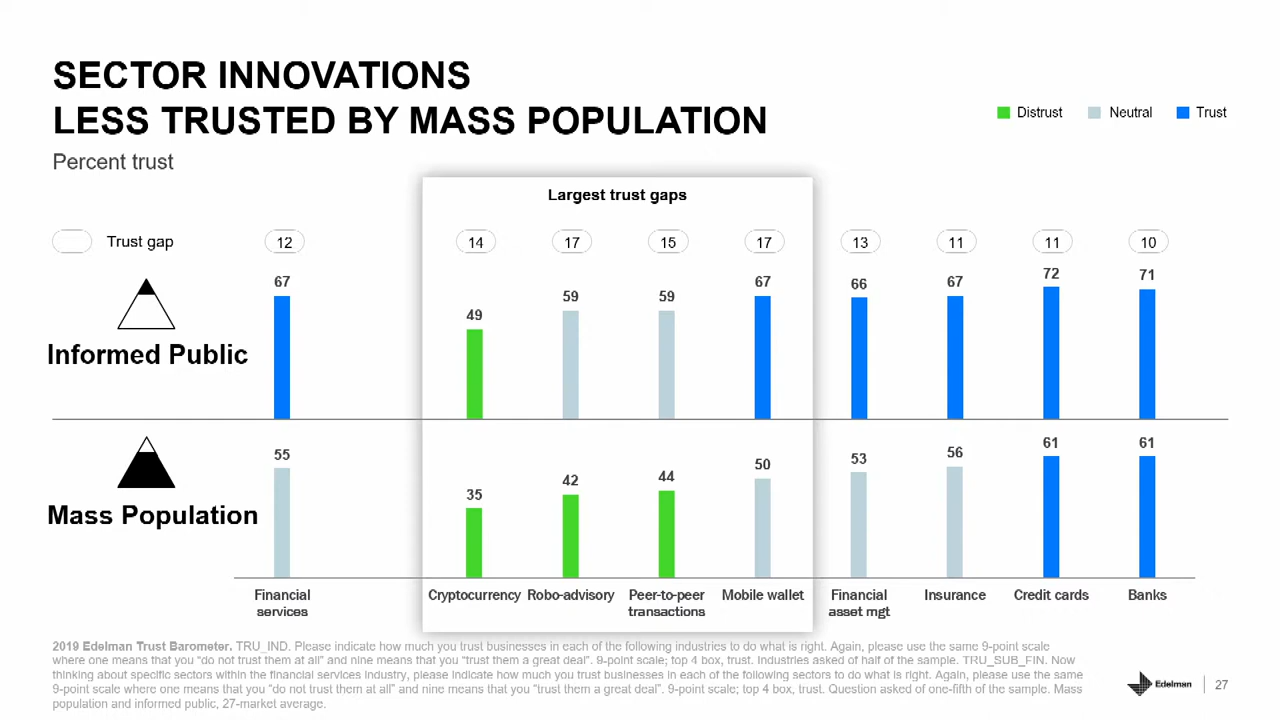 SECTOR INNOVATIONS
LESS TRUSTED BY MASS POPULATION
Distrust Neutral Trust
Percent trust
Largest trust gaps
Trust gap 12 14 17 15 17 13 11 11 10
67 49 59 59 67 66 67 72 71
Informed Public
55 35 42 44 50 53 56 61 61
Mass Population
Financial services
Cryptocurrency
Robo-advisory
Peer-to-peer transactions
Mobile wallet
Financial asset mgt
Insurance
Credit cards
Banks
2019 Edelman Trust Barometer. TRU_IND. Please indicate how much you trust businesses in each of the following industries to do what is right. Again, please use the same 9-point scale
where one means that you “do not trust them at all” and nine means that you “trust them a great deal”. 9-point scale; top 4 box, trust. Industries asked of half of the sample. TRU_SUB_FIN. Now
thinking about specific sectors within the financial services industry, please indicate how much you trust businesses in each of the following sectors to do what is right. Again, please use the same
9-point scale where one means that you “do not trust them at all” and nine means that you “trust them a great deal”. 9-point scale; top 4 box, trust. Question asked of one-fifth of the sample. Mass
population and informed public, 27-market average.
Edelman 27